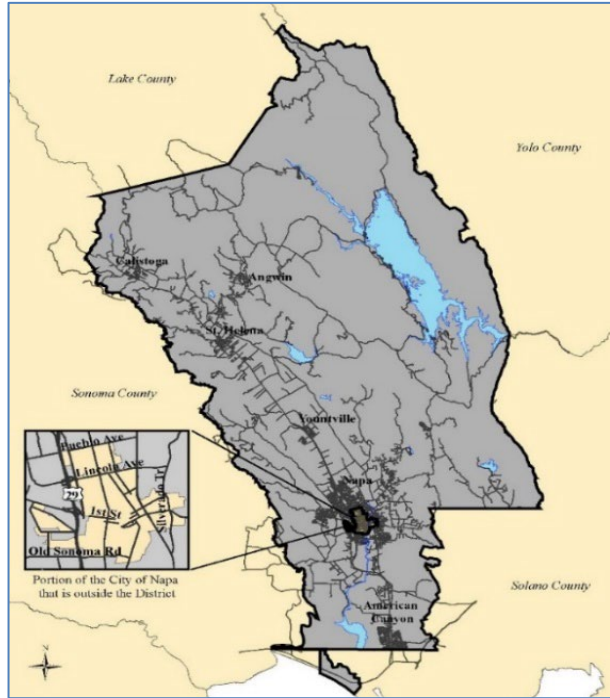 Lake County
Yolo County
Calistoga
Angwin
St. Helena
Sonoma County
Yountville
Pueblo Ave
Lincoln Ave
29
1st St
Silverado Tr
Old Sonoma Rd
Napa
Portion of the City of Napa
that is outside the District
Solano County
American
Canyon
N